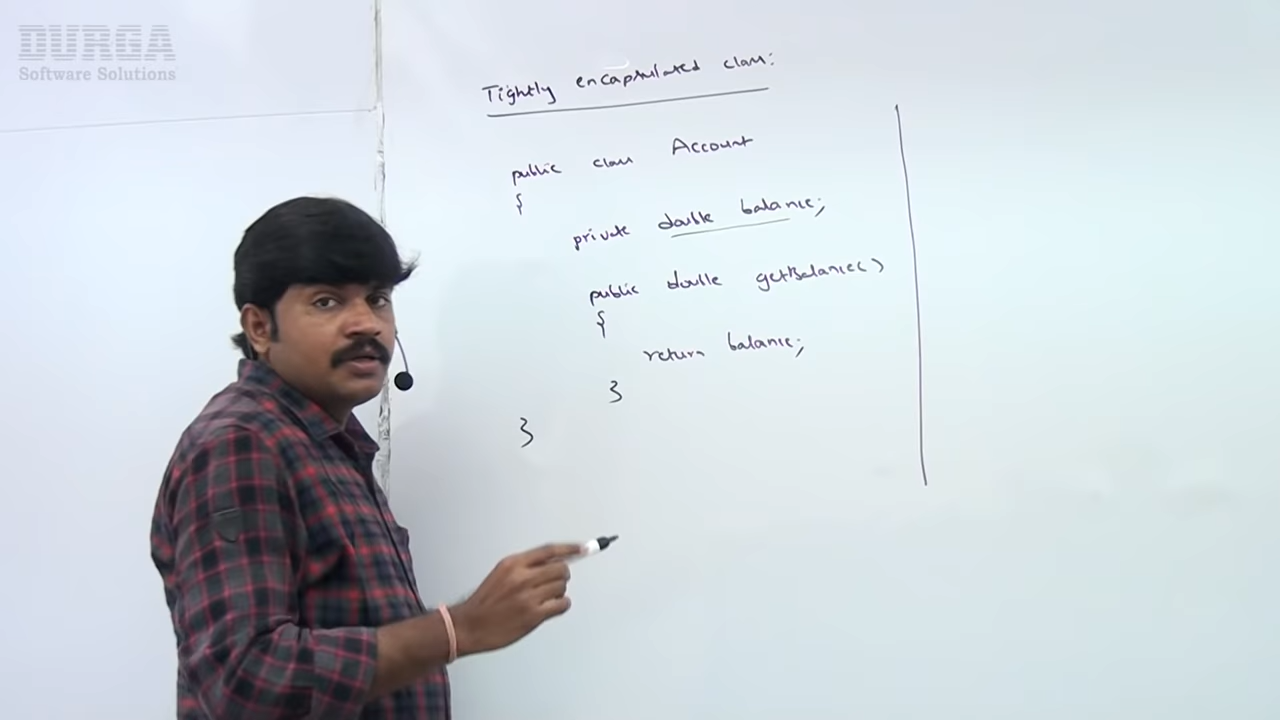 DURGA
Software Solutions
Tightly encapsulated class:
public class Account
{
private double balance;
public double getBalance()
{
return balance;
}
}